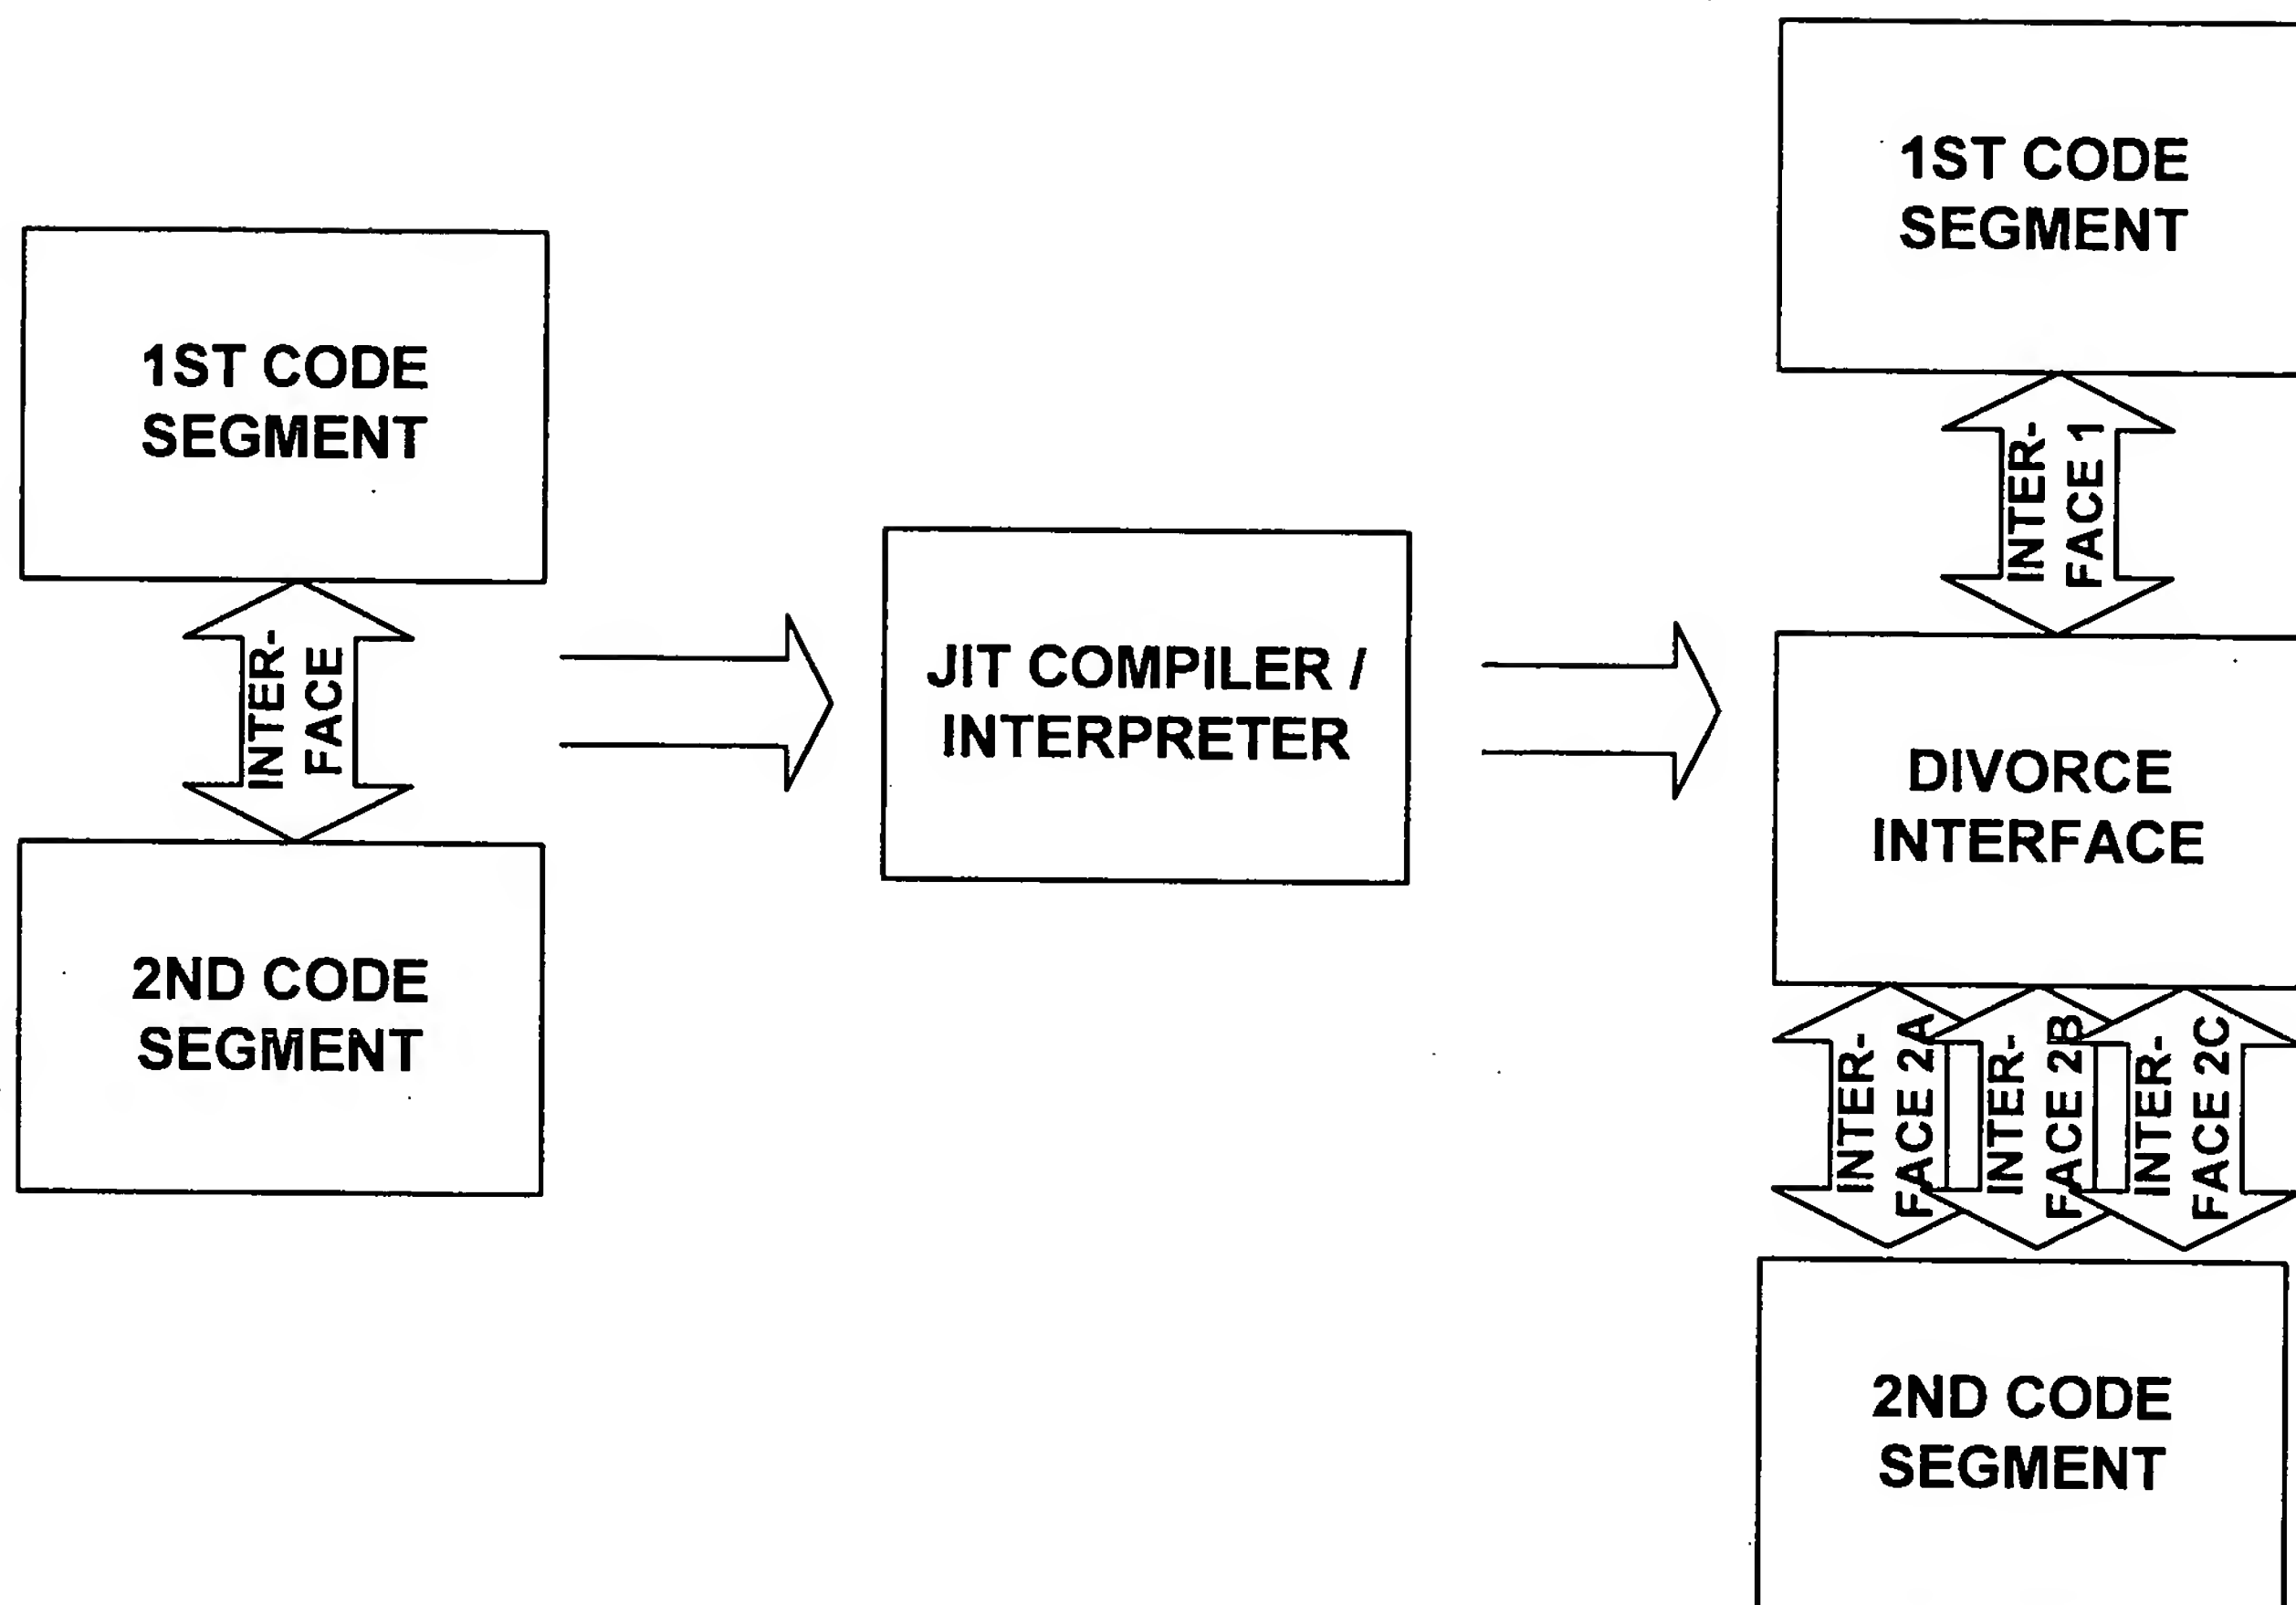 1ST CODE
SEGMENT
INTER-
FACE
2ND CODE
SEGMENT
JIT COMPILER /
INTERPRETER
1ST CODE
SEGMENT
INTER-
FACE 1
DIVORCE
INTERFACE
INTER-
FACE 2A
INTER-
FACE 2B
INTER-
FACE 2C
2ND CODE
SEGMENT